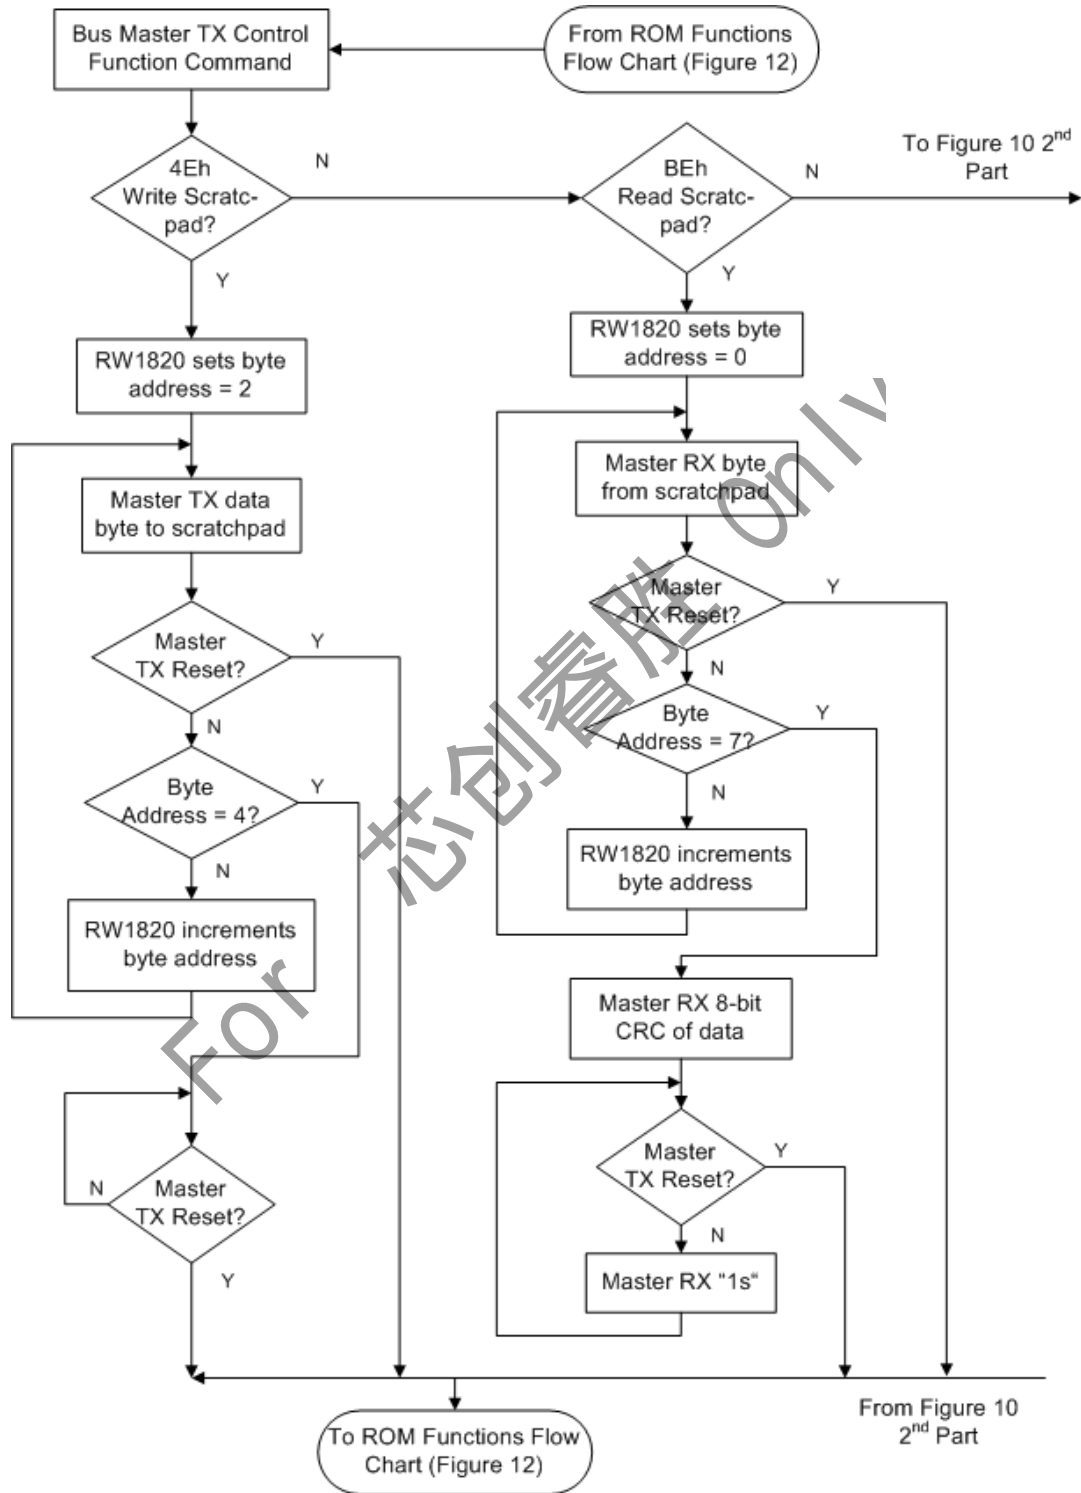 Bus Master TX Control
Function Command
From ROM Functions
Flow Chart (Figure 12)
4Eh
Write Scratc-
pad?
N
Y
BEh
Read Scratc-
pad?
N
Y
To Figure 10 2nd
Part
RW1820 sets byte
address = 2
Master TX data
byte to scratchpad
Master
TX Reset?
Y
N
Byte
Address = 4?
Y
N
RW1820 increments
byte address
Master
TX Reset?
N
Y
RW1820 sets byte
address = 0
Master RX byte
from scratchpad
Master
TX Reset?
Y
N
Byte
Address = 7?
Y
N
RW1820 increments
byte address
Master RX 8-bit
CRC of data
Master
TX Reset?
Y
N
Master RX "1s"
From Figure 10
2nd Part
To ROM Functions Flow
Chart (Figure 12)
For 芯创睿胜 Only